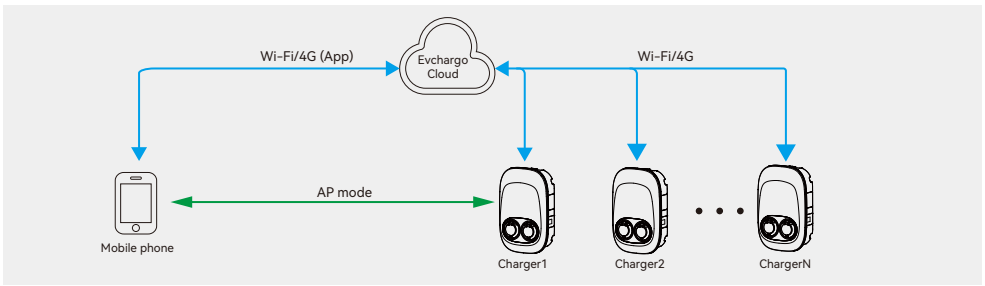 Wi-Fi/4G (App)
Evchargo
Cloud
Wi-Fi/4G
AP mode
Mobile phone
Charger1
Charger2
ChargerN